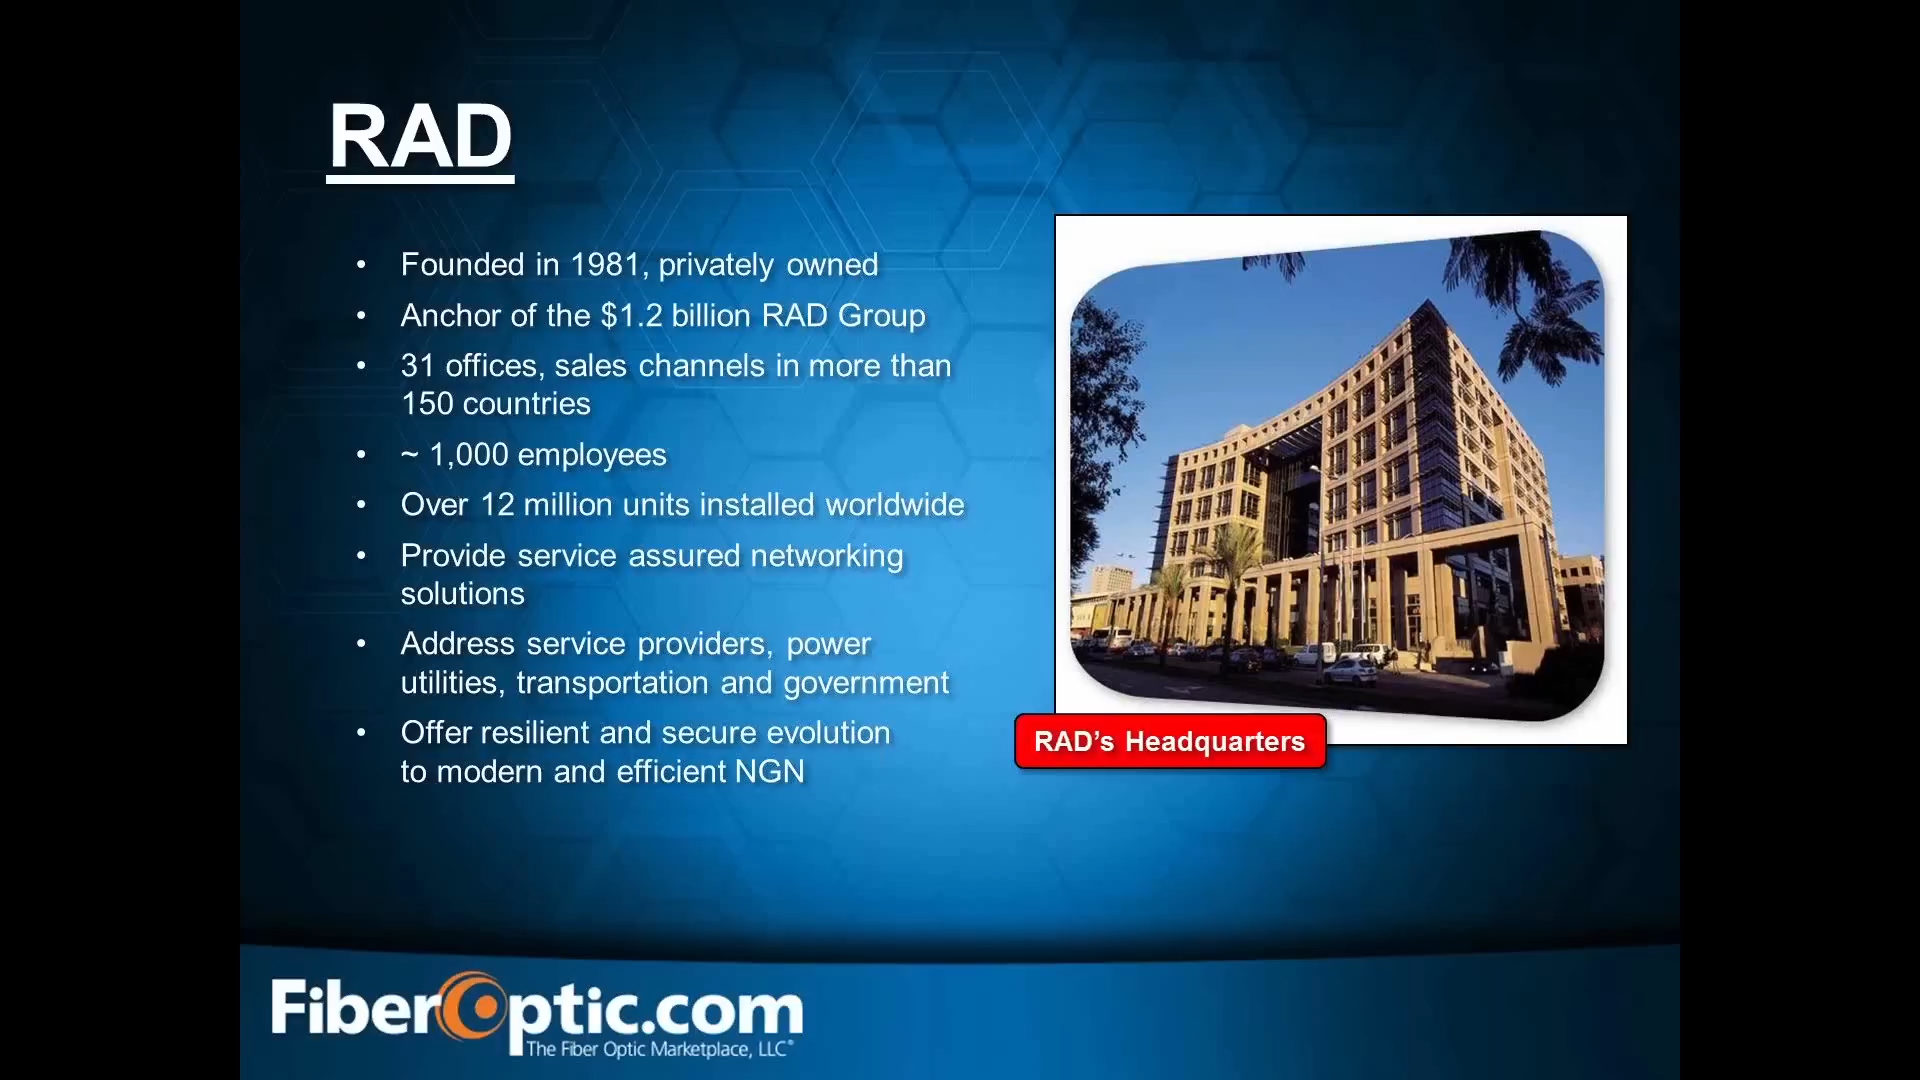 RAD
• Founded in 1981, privately owned
• Anchor of the $1.2 billion RAD Group
• 31 offices, sales channels in more than
150 countries
• ~ 1,000 employees
• Over 12 million units installed worldwide
• Provide service assured networking
solutions
• Address service providers, power
utilities, transportation and government
• Offer resilient and secure evolution
to modern and efficient NGN
RAD’s Headquarters
FiberOptic.com
The Fiber Optic Marketplace, LLC®